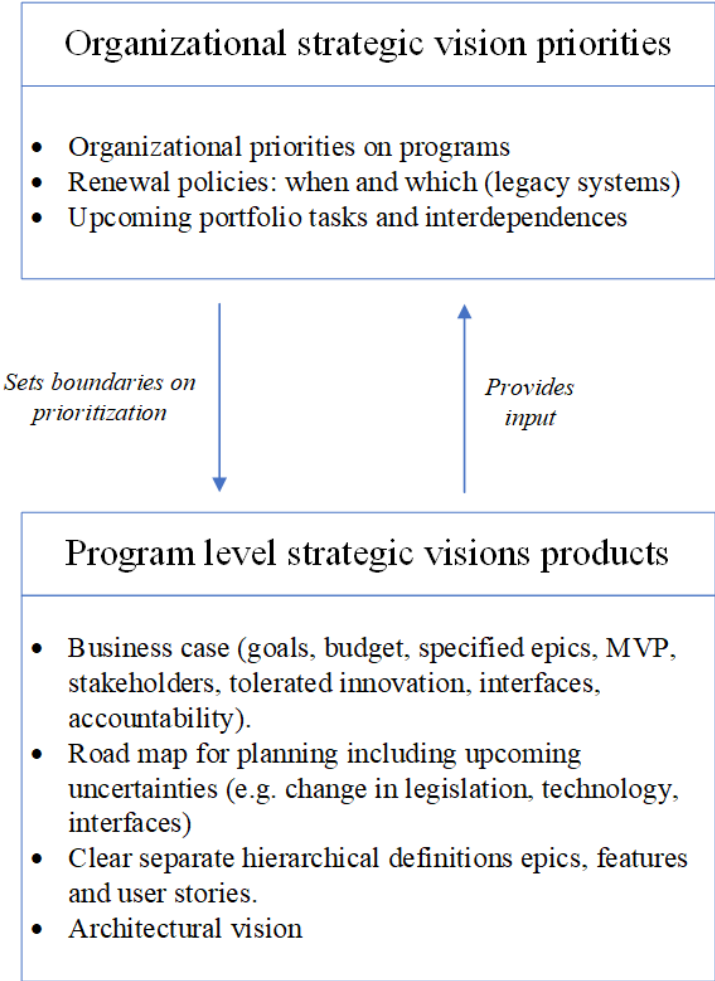 Organizational strategic vision priorities
• Organizational priorities on programs
• Renewal policies: when and which (legacy systems)
• Upcoming portfolio tasks and interdependences
Sets boundaries on
prioritization
Provides
input
Program level strategic visions products
• Business case (goals, budget, specified epics, MVP,
stakeholders, tolerated innovation, interfaces,
accountability).
• Road map for planning including upcoming
uncertainties (e.g. change in legislation, technology,
interfaces)
• Clear separate hierarchical definitions epics, features
and user stories.
• Architectural vision